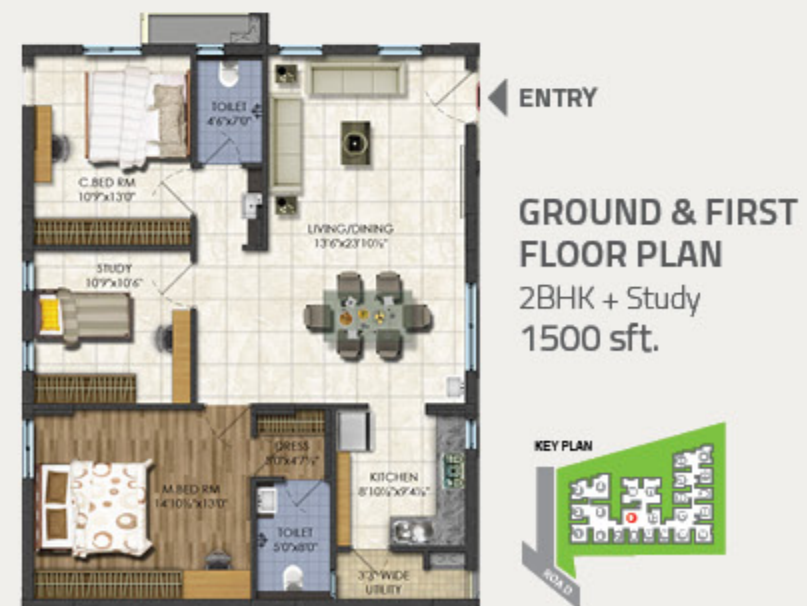 TOILET
4'6"x7'0"
ENTRY
C.BED RM
10'9"x13'0"
GROUND & FIRST
FLOOR PLAN
2BHK + Study
1500 sft.
LIVING/DINING
13'6"x23'10½"
STUDY
10'9"x10'6"
KEY PLAN
DRESS
M.BED RM
14'10½"x13'0"
KITCHEN
8'10½"x9'4½"
TOILET
5'0"x8'0"
3'3" WIDE
UTILITY
ROAD